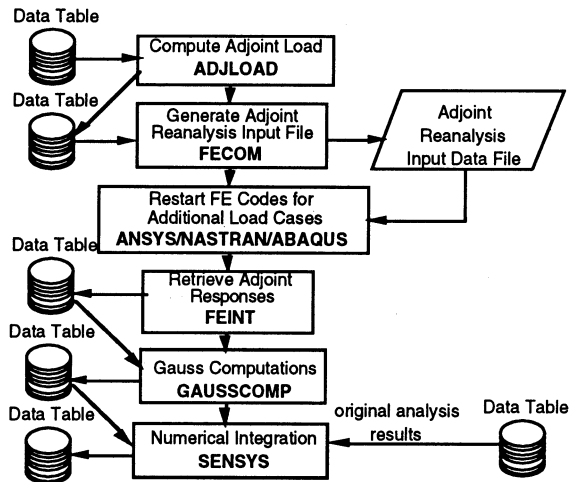 Data Table
Compute Adjoint Load
ADJLOAD
Data Table
Generate Adjoint
Reanalysis Input File
FECOM
Adjoint
Reanalysis
Input Data File
Restart FE Codes for
Additional Load Cases
ANSYS/NASTRAN/ABAQUS
Data Table
Retrieve Adjoint
Responses
FEINT
Data Table
Gauss Computations
GAUSSCOMP
Data Table
Numerical Integration
SENSYS
original analysis
results
Data Table